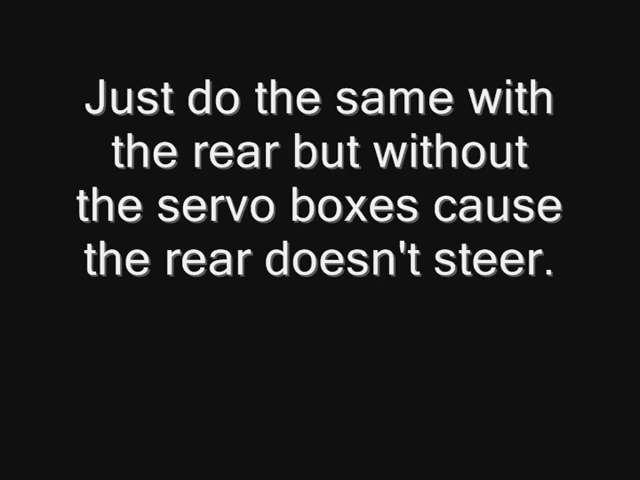 Just do the same with
the rear but without
the servo boxes cause
the rear doesn't steer.